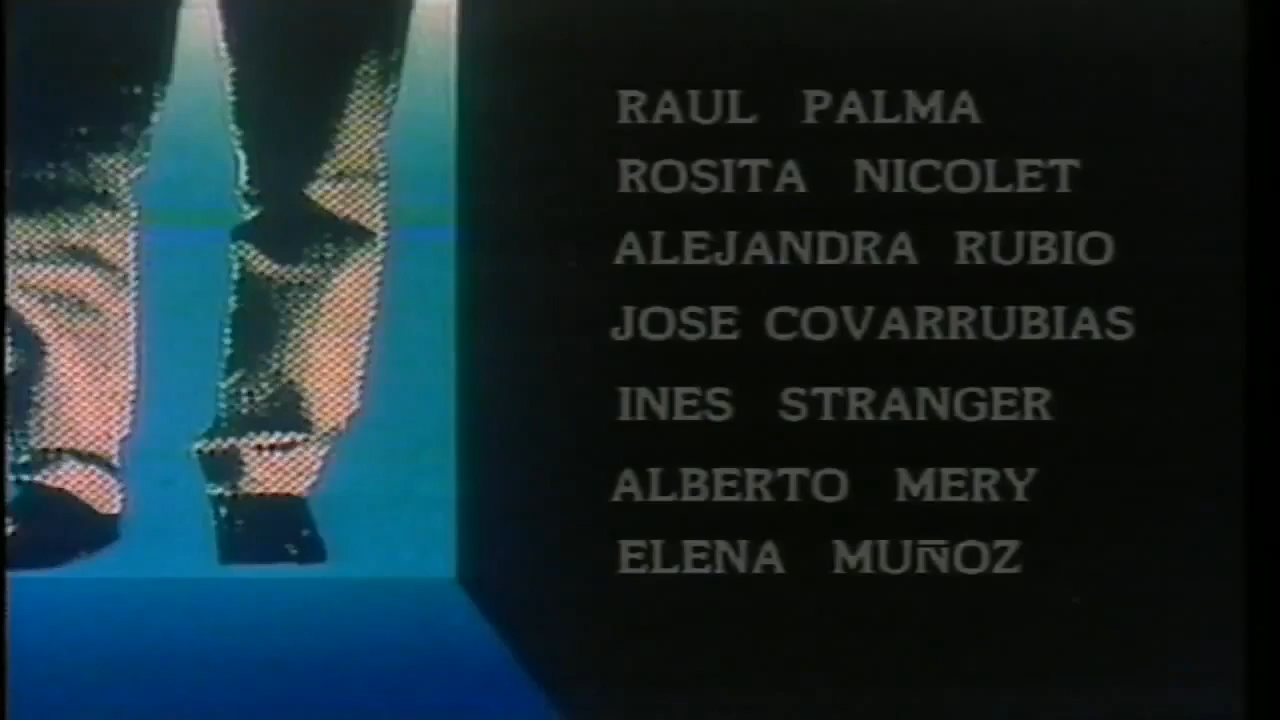 RAUL PALMA
ROSITA NICOLET
ALEJANDRA RUBIO
JOSE COVARRUBIAS
INES STRANGER
ALBERTO MERY
ELENA MUÑOZ